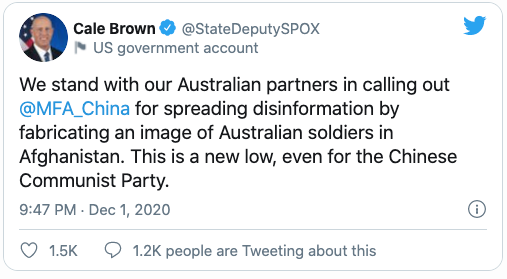 Cale Brown @StateDeputySPOX
US government account
We stand with our Australian partners in calling out
@MFA_China for spreading disinformation by
fabricating an image of Australian soldiers in
Afghanistan. This is a new low, even for the Chinese
Communist Party.
9:47 PM · Dec 1, 2020
1.5K 1.2K people are Tweeting about this